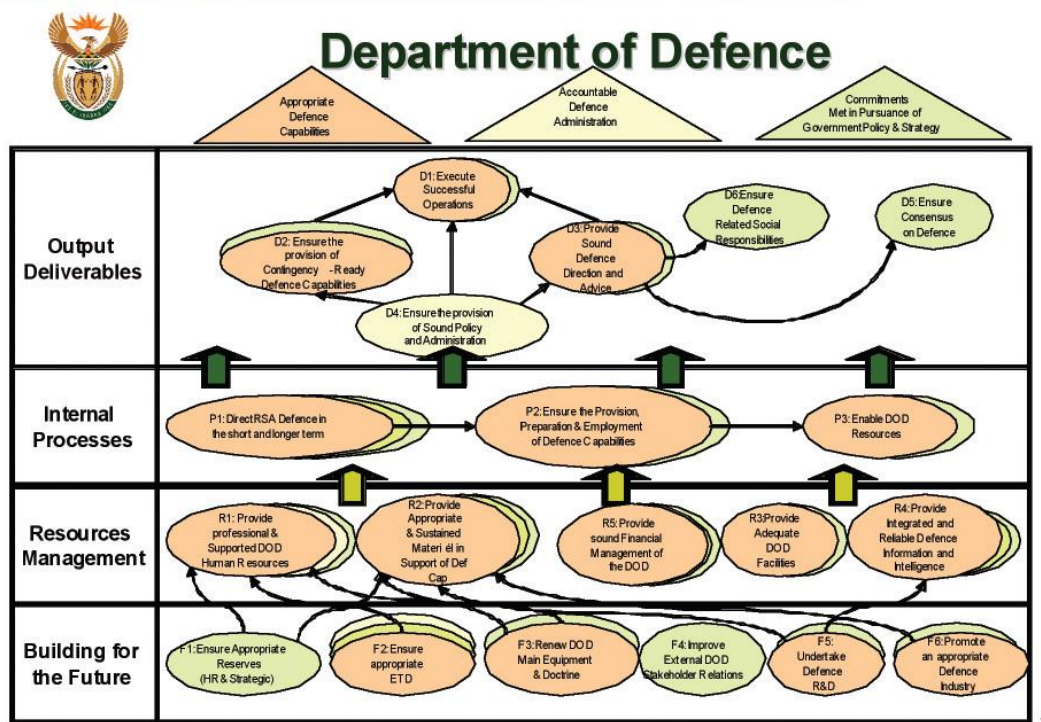 Department of Defence
Appropriate
Defence
Capabilities
Accountable
Defence
Administration
Commitments
Met in Pursuance of
Government Policy & Strategy
Output
Deliverables
D1:Execute
Successful
Operations
D2: Ensure the
provision of
Contingency -Ready
Defence Capabilities
D3: Provide
Sound
Defence
Direction and
Advice
D6:Ensure
Defence
Related Social
Responsibilities
D5: Ensure
Consensus
on Defence
D4: Ensure the provision
of Sound Policy
and Administration
Internal
Processes
P1: Direct RSA Defence in
the short and longer term
P2: Ensure the Provision,
Preparation & Employment
of Defence Capabilities
P3: Enable DOD
Resources
Resources
Management
R1: Provide
professional &
Supported DOD
Human Resources
R2: Provide
Appropriate
& Sustained
Materi él in
Support of Def
Cap
R5: Provide
sound Financial
Management of
the DOD
R3:Provide
Adequate
DOD
Facilities
R4: Provide
Integrated and
Reliable Defence
Information and
Intelligence
Building for
the Future
F1: Ensure Appropriate
Reserves
(HR & Strategic)
F2: Ensure
appropriate
ETD
F3: Renew DOD
Main Equipment
& Doctrine
F4: Improve
External DOD
Stakeholder Relations
F5:
Undertake
Defence
R&D
F6: Promote
an appropriate
Defence
Industry